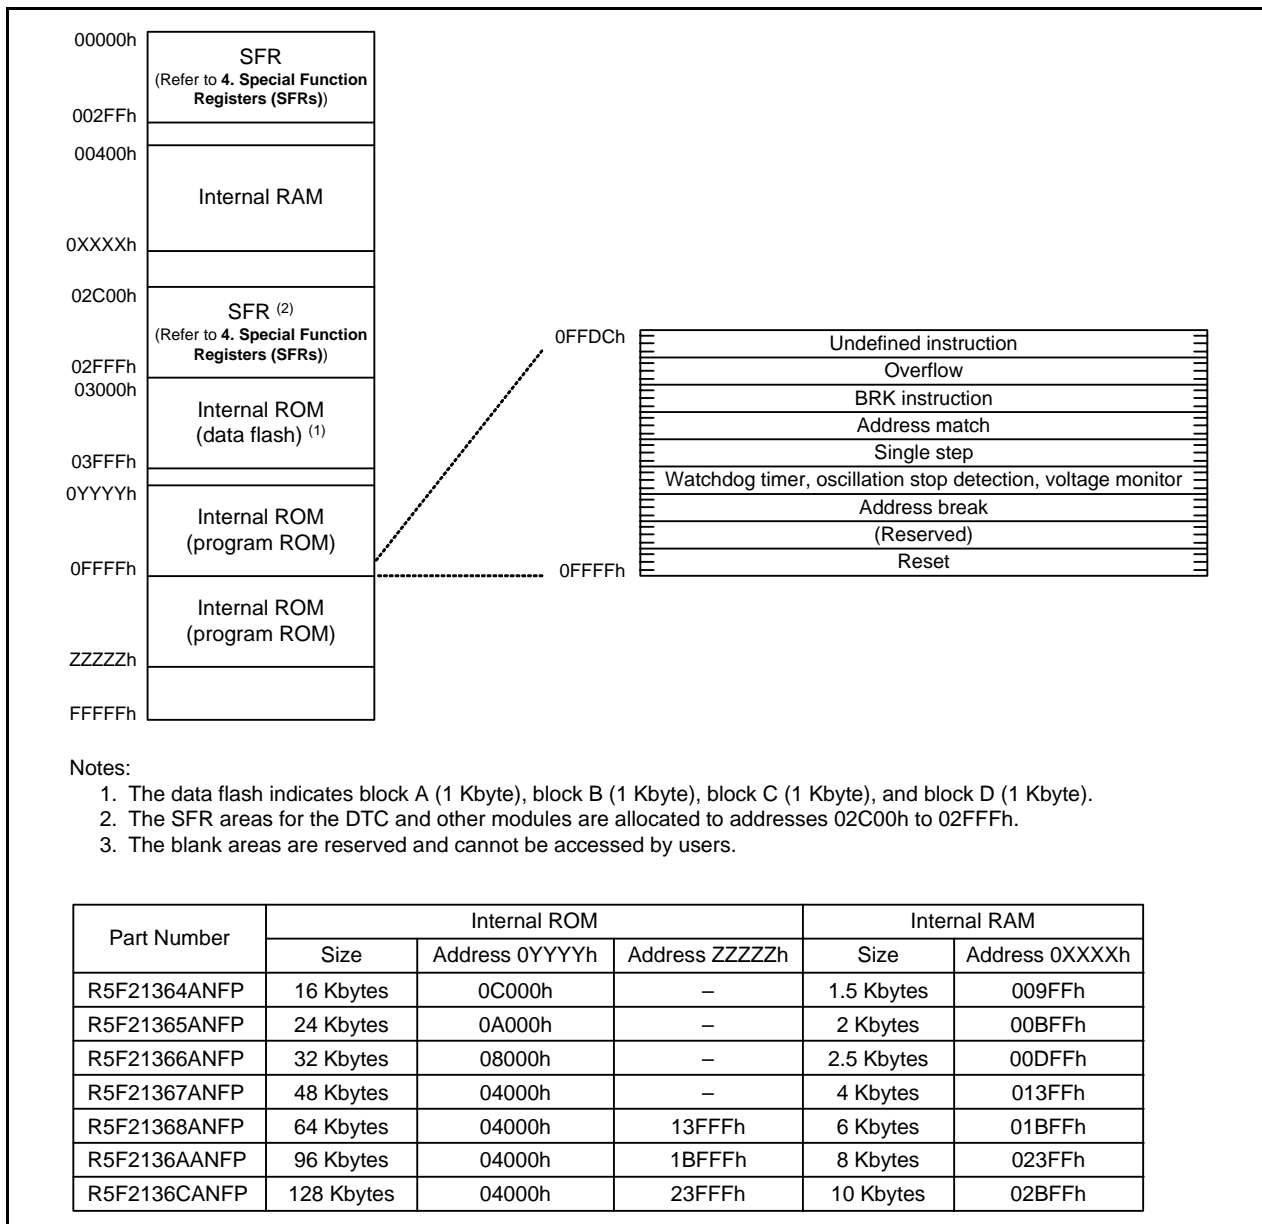 00000h
SFR
(Refer to 4. Special Function
Registers (SFRs))
002FFh
00400h
Internal RAM
0XXXXh
02C00h
SFR (2)
(Refer to 4. Special Function
Registers (SFRs))
02FFFh
03000h
Internal ROM
(data flash) (1)
03FFFh
0YYYYh
Internal ROM
(program ROM)
0FFFFh
Internal ROM
(program ROM)
ZZZZZh
FFFFFh
0FFDCh
Undefined instruction
Overflow
BRK instruction
Address match
Single step
Watchdog timer, oscillation stop detection, voltage monitor
Address break
(Reserved)
Reset
0FFFFh
Notes:
1. The data flash indicates block A (1 Kbyte), block B (1 Kbyte), block C (1 Kbyte), and block D (1 Kbyte).
2. The SFR areas for the DTC and other modules are allocated to addresses 02C00h to 02FFFh.
3. The blank areas are reserved and cannot be accessed by users.
Part Number Internal ROM Internal RAM
Size Address 0YYYYh Address ZZZZZh Size Address 0XXXXh
R5F21364ANFP 16 Kbytes 0C000h – 1.5 Kbytes 009FFh
R5F21365ANFP 24 Kbytes 0A000h – 2 Kbytes 00BFFh
R5F21366ANFP 32 Kbytes 08000h – 2.5 Kbytes 00DFFh
R5F21367ANFP 48 Kbytes 04000h – 4 Kbytes 013FFh
R5F21368ANFP 64 Kbytes 04000h 13FFFh 6 Kbytes 01BFFh
R5F2136AANFP 96 Kbytes 04000h 1BFFFh 8 Kbytes 023FFh
R5F2136CANFP 128 Kbytes 04000h 23FFFh 10 Kbytes 02BFFh